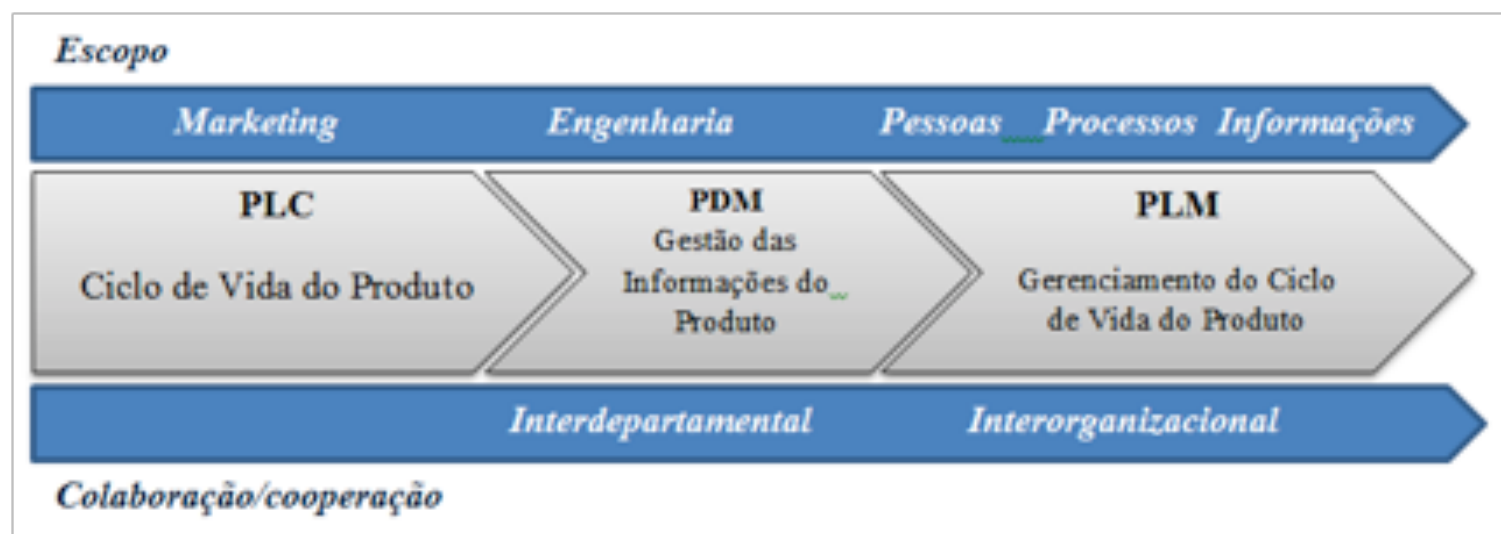 Escopo
Marketing Engenharia Pessoas Processos Informações
PLC
Ciclo de Vida do Produto
PDM
Gestão das
Informações do
Produto
PLM
Gerenciamento do Ciclo
de Vida do Produto
Interdepartamental Interorganizacional
Colaboração/cooperação